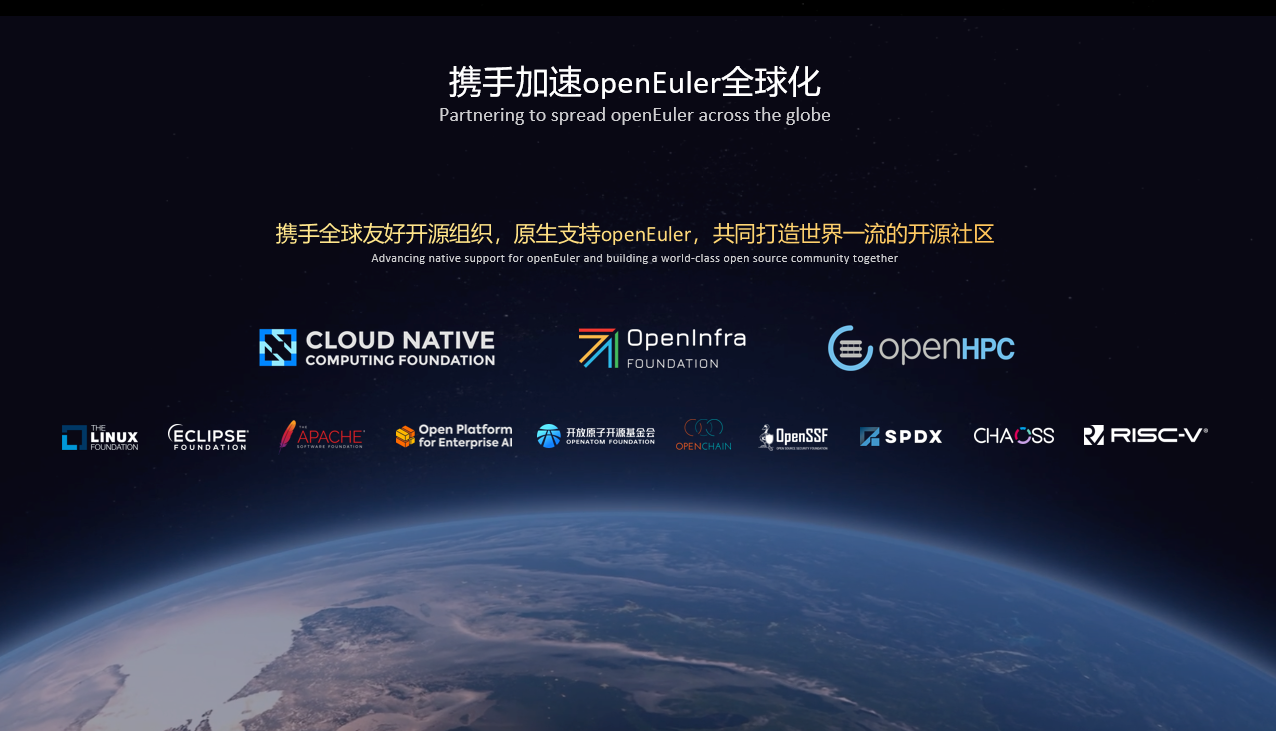 携手加速openEuler全球化
Partnering to spread openEuler across the globe
携手全球友好开源组织，原生支持openEuler，共同打造世界一流的开源社区
Advancing native support for openEuler and building a world-class open source community together
CLOUD NATIVE
COMPUTING FOUNDATION
OpenInfra
FOUNDATION
openHPC
THE
LINUX
FOUNDATION
ECLIPSE®
FOUNDATION
THE
APACHE®
SOFTWARE FOUNDATION
Open Platform
for Enterprise AI
开放原子开源基金会
OPENATOM FOUNDATION
OPENCHAIN
OpenSSF
OPEN SOURCE SECURITY FOUNDATION
SPDX
CHAOSS
RISC-V®